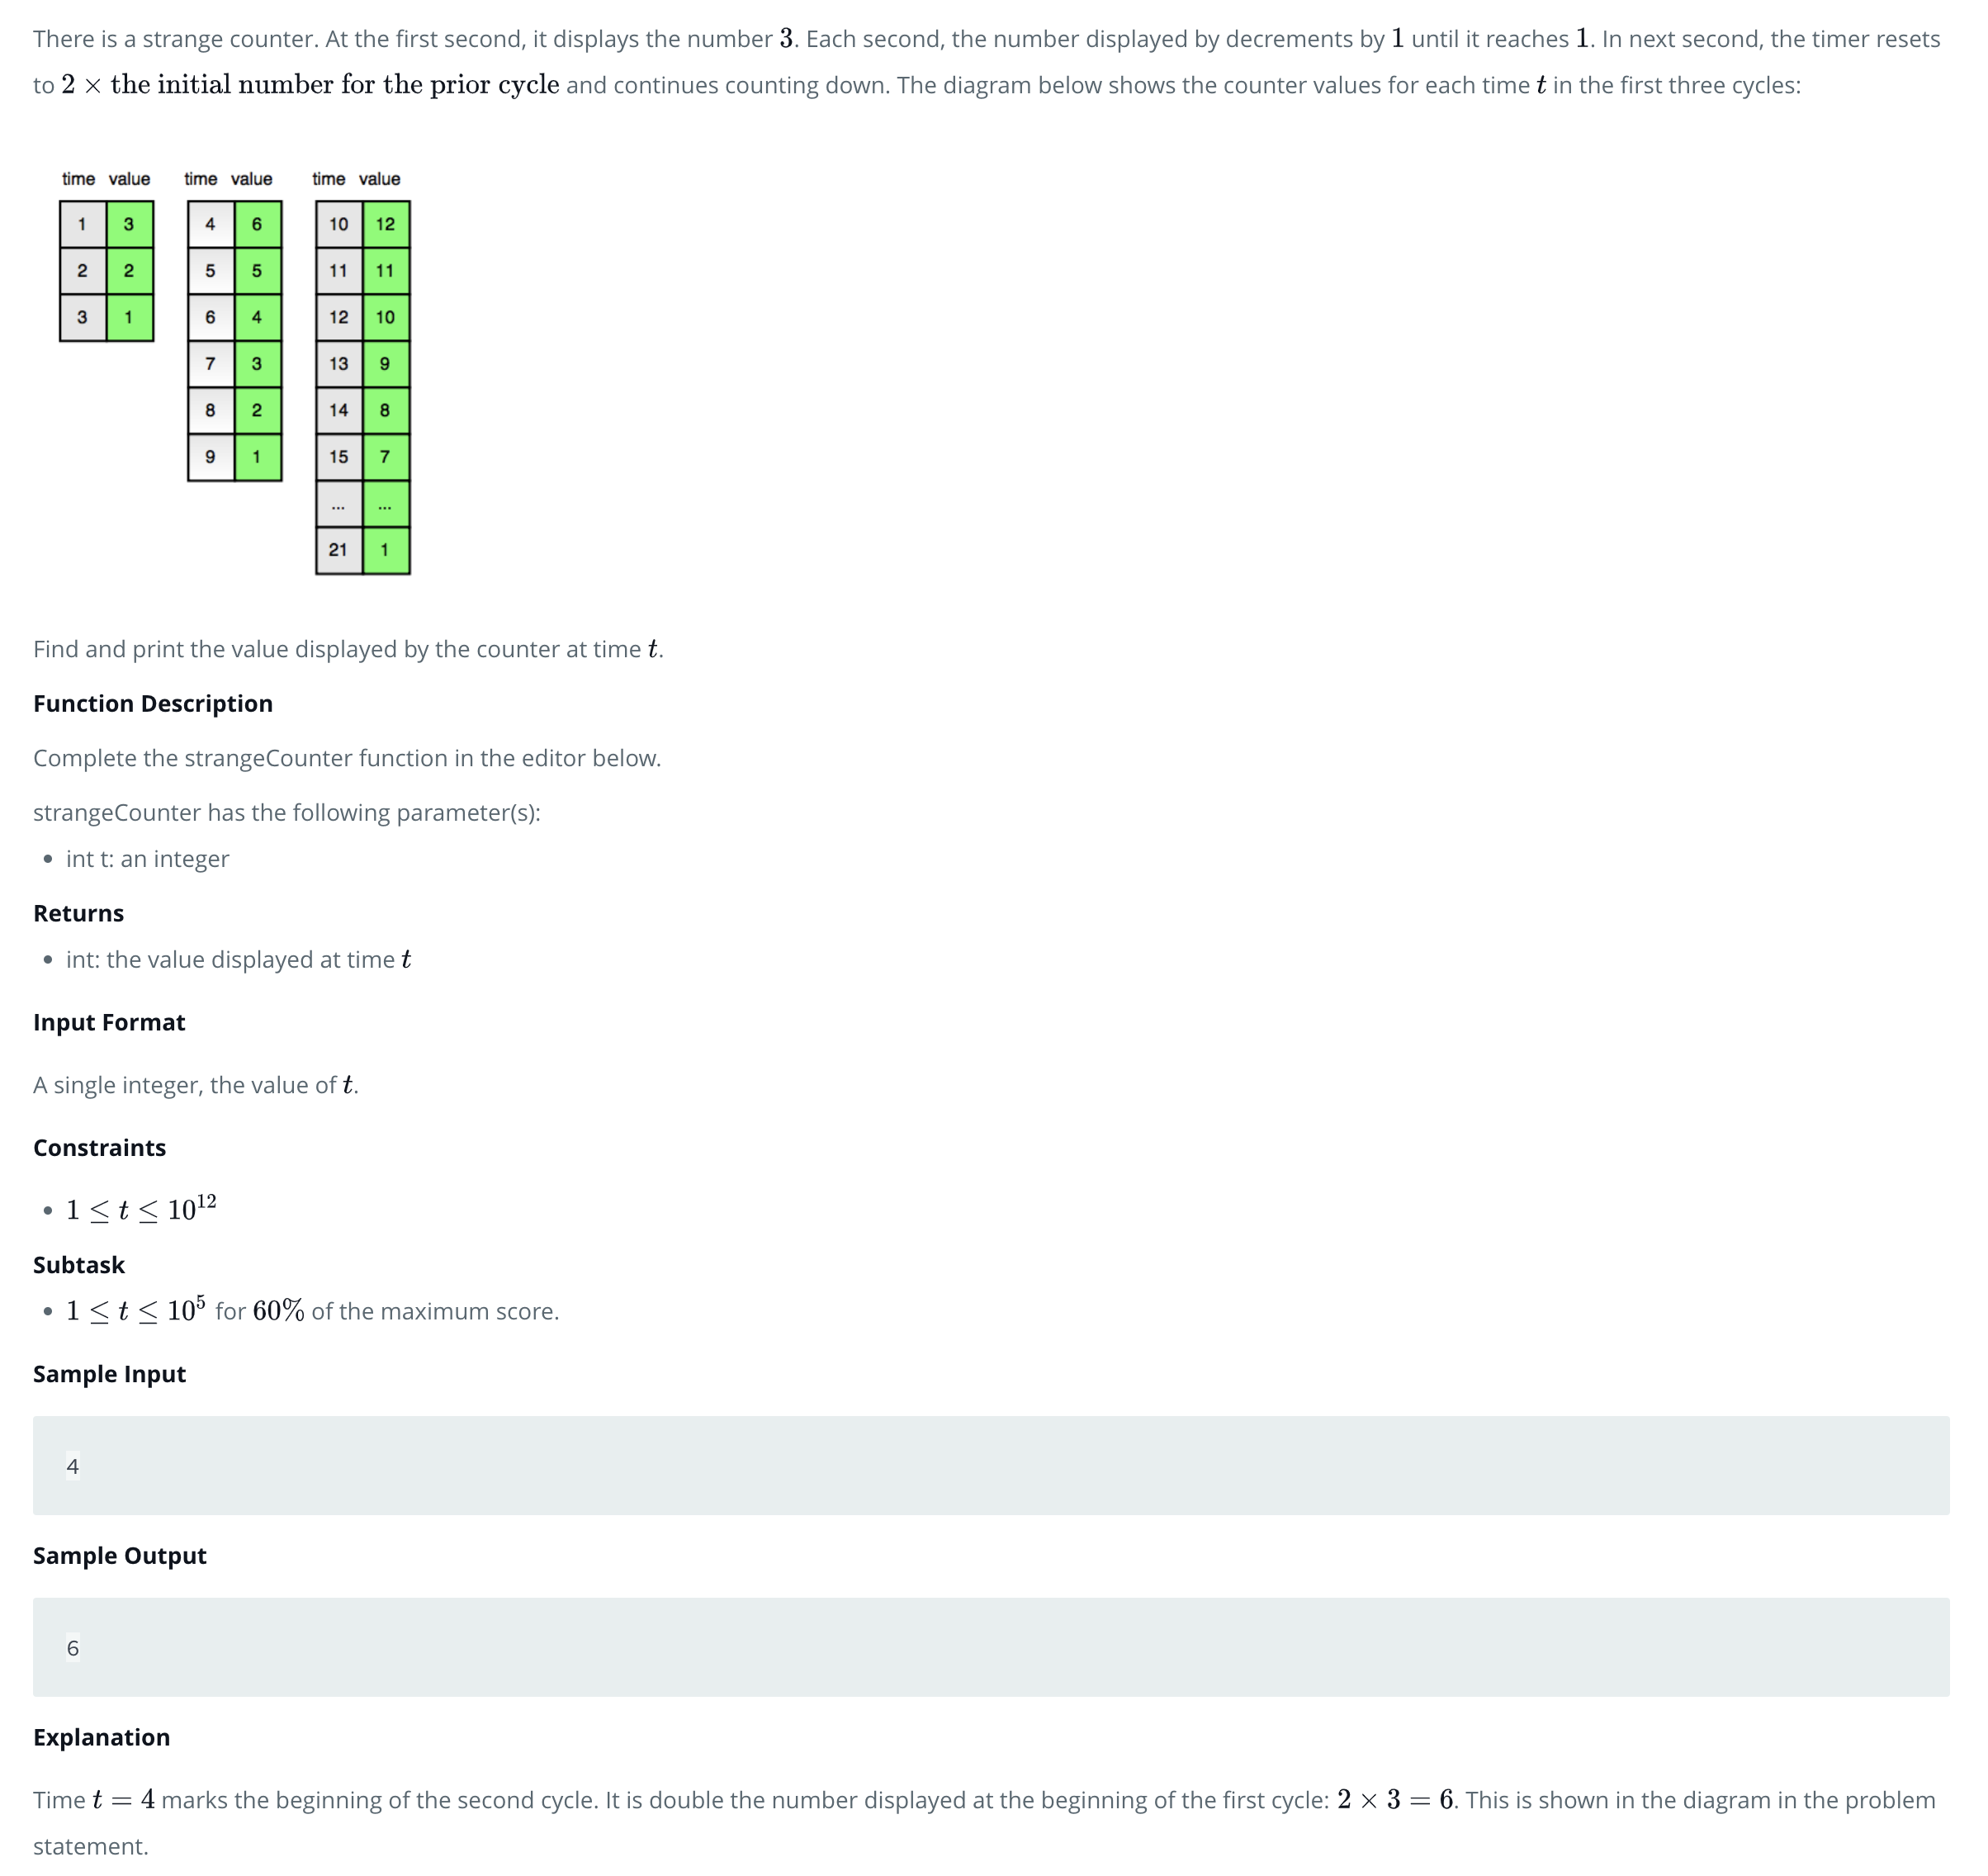 There is a strange counter. At the first second, it displays the number 3. Each second, the number displayed by decrements by 1 until it reaches 1. In next second, the timer resets
to 2 × the initial number for the prior cycle and continues counting down. The diagram below shows the counter values for each time t in the first three cycles:
time value time value time value
1 3 4 6 10 12
2 2 5 5 11 11
3 1 6 4 12 10
7 3 13 9
8 2 14 8
9 1 15 7
... ...
21 1
Find and print the value displayed by the counter at time t.
Function Description
Complete the strangeCounter function in the editor below.
strangeCounter has the following parameter(s):
• int t: an integer
Returns
• int: the value displayed at time t
Input Format
A single integer, the value of t.
Constraints
• 1 ≤ t ≤ 10^12
Subtask
• 1 ≤ t ≤ 10^5 for 60% of the maximum score.
Sample Input
4
Sample Output
6
Explanation
Time t = 4 marks the beginning of the second cycle. It is double the number displayed at the beginning of the first cycle: 2 × 3 = 6. This is shown in the diagram in the problem
statement.